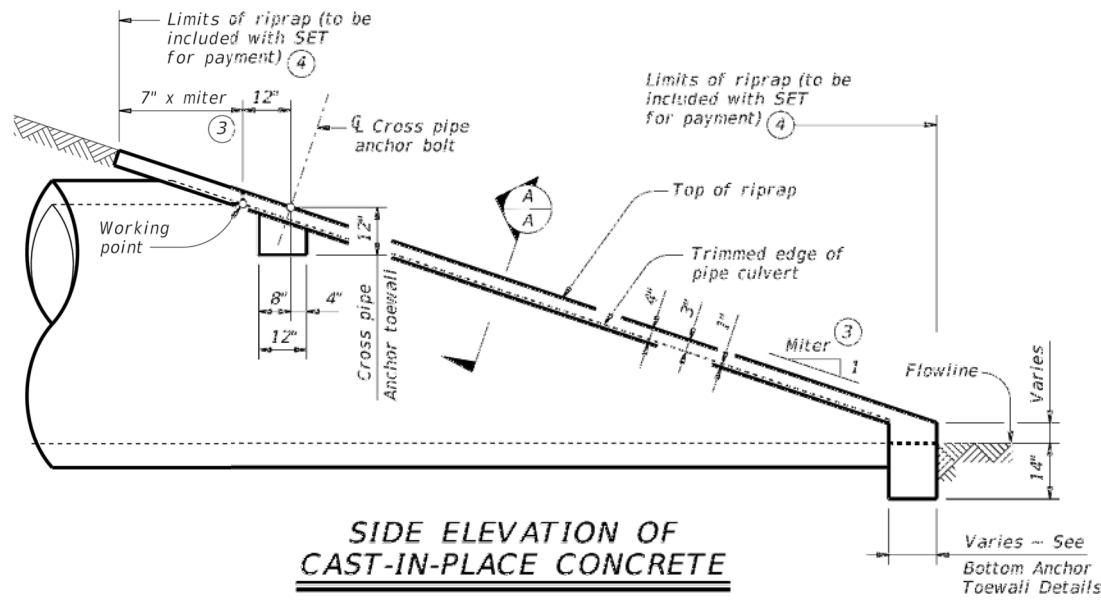 Limits of riprap (to be
included with SET
for payment) 4
7" x miter
12"
3
℄ Cross pipe
anchor bolt
Limits of riprap (to be
included with SET
for payment) 4
Working
point
12"
A
A
Top of riprap
Trimmed edge of
pipe culvert
8"
4"
12"
Cross pipe
Anchor toewall
4"
3"
1"
Miter 3
1
Flowline
Varies
14"
SIDE ELEVATION OF
CAST-IN-PLACE CONCRETE
Varies - See
Bottom Anchor
Toewall Details